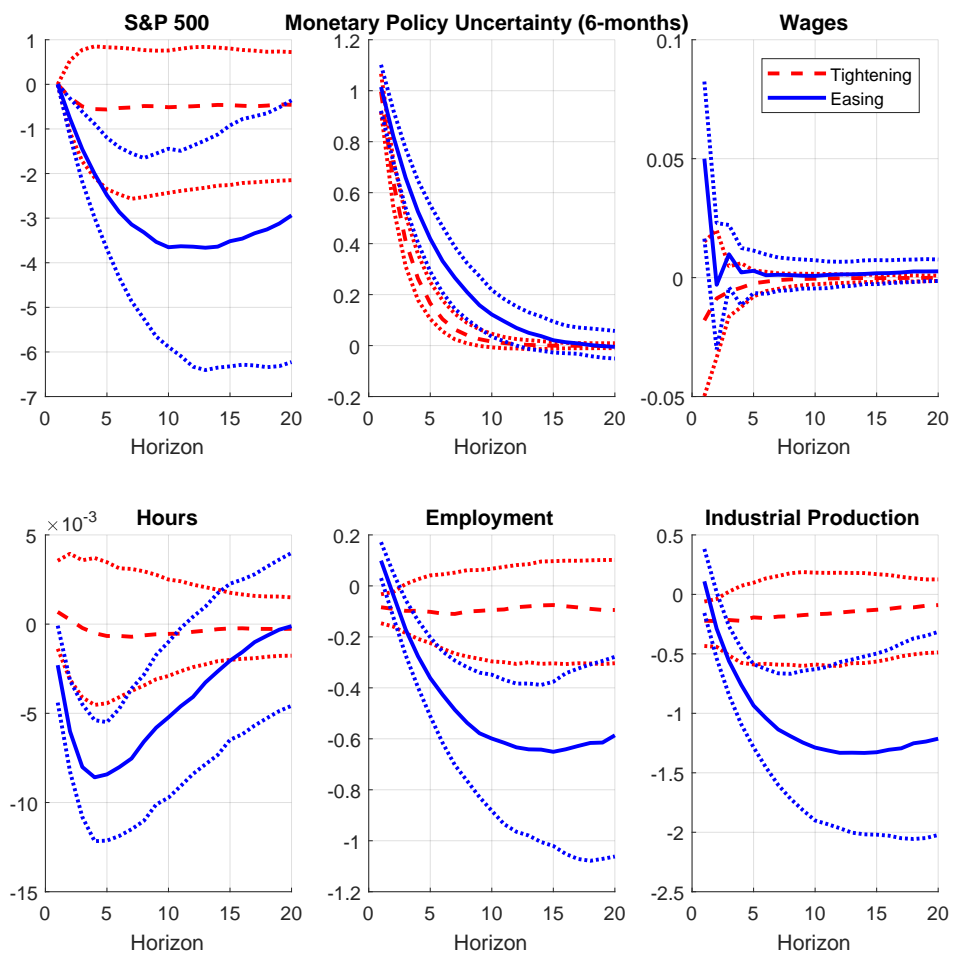 S&P 500
1
0
-1
-2
-3
-4
-5
-6
-7
0 5 10 15 20
Horizon
Monetary Policy Uncertainty (6-months)
1.2
1
0.8
0.6
0.4
0.2
0
-0.2
0 5 10 15 20
Horizon
Wages
0.1
0.05
0
-0.05
Tightening
Easing
0 5 10 15 20
Horizon
Hours
×10-3
5
0
-5
-10
-15
0 5 10 15 20
Horizon
Employment
0.2
0
-0.2
-0.4
-0.6
-0.8
-1
-1.2
0 5 10 15 20
Horizon
Industrial Production
0.5
0
-0.5
-1
-1.5
-2
-2.5
0 5 10 15 20
Horizon